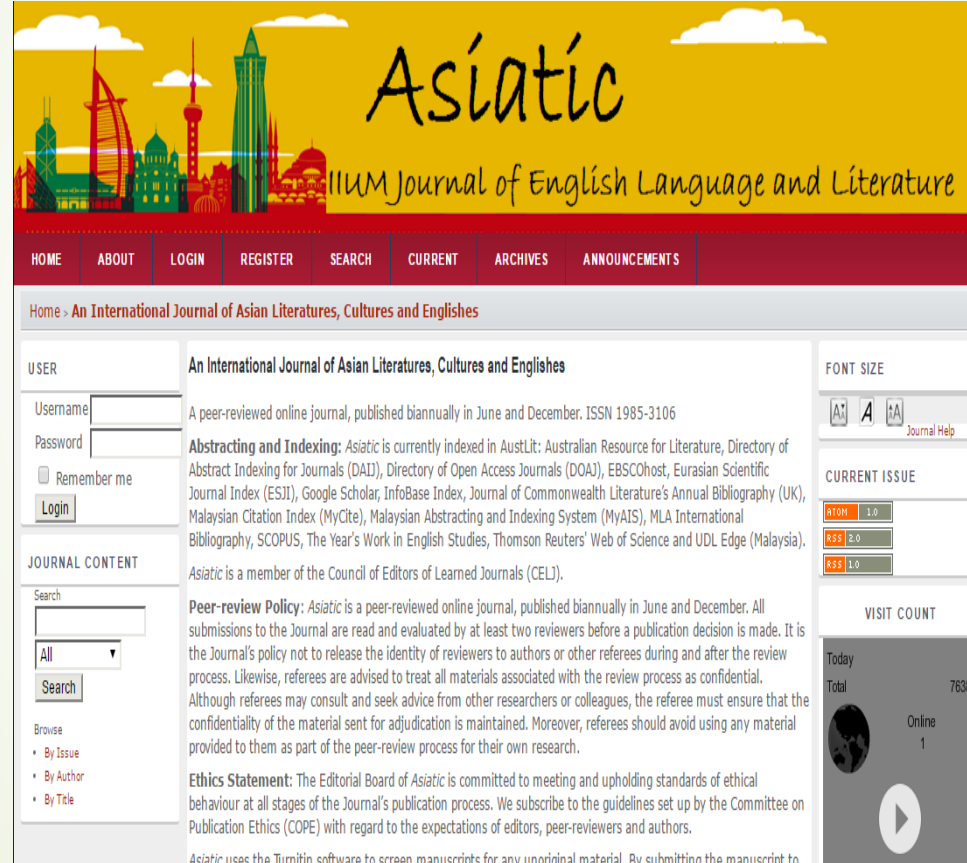 Asiatic
IIUM Journal of English Language and Literature
HOME ABOUT LOGIN REGISTER SEARCH CURRENT ARCHIVES ANNOUNCEMENTS
Home > An International Journal of Asian Literatures, Cultures and Englishes
USER
Username
Password
Remember me
Login
JOURNAL CONTENT
Search
All
Search
Browse
• By Issue
• By Author
• By Title
An International Journal of Asian Literatures, Cultures and Englishes
A peer-reviewed online journal, published biannually in June and December. ISSN 1985-3106
Abstracting and Indexing: Asiatic is currently indexed in AustLit: Australian Resource for Literature, Directory of
Abstract Indexing for Journals (DAIJ), Directory of Open Access Journals (DOAJ), EBSCOhost, Eurasian Scientific
Journal Index (ESJI), Google Scholar, InfoBase Index, Journal of Commonwealth Literature's Annual Bibliography (UK),
Malaysian Citation Index (MyCite), Malaysian Abstracting and Indexing System (MyAIS), MLA International
Bibliography, SCOPUS, The Year's Work in English Studies, Thomson Reuters' Web of Science and UDL Edge (Malaysia).
Asiatic is a member of the Council of Editors of Learned Journals (CELJ).
Peer-review Policy: Asiatic is a peer-reviewed online journal, published biannually in June and December. All
submissions to the Journal are read and evaluated by at least two reviewers before a publication decision is made. It is
the Journal's policy not to release the identity of reviewers to authors or other referees during and after the review
process. Likewise, referees are advised to treat all materials associated with the review process as confidential.
Although referees may consult and seek advice from other researchers or colleagues, the referee must ensure that the
confidentiality of the material sent for adjudication is maintained. Moreover, referees should avoid using any material
provided to them as part of the peer-review process for their own research.
Ethics Statement: The Editorial Board of Asiatic is committed to meeting and upholding standards of ethical
behaviour at all stages of the Journal's publication process. We subscribe to the guidelines set up by the Committee on
Publication Ethics (COPE) with regard to the expectations of editors, peer-reviewers and authors.
Asiatic uses the Turnitin software to screen manuscripts for any unoriginal material. By submitting the manuscript to
FONT SIZE
A A A
Journal Help
CURRENT ISSUE
ATOM 1.0
RSS 2.0
RSS 1.0
VISIT COUNT
Today
Total
Online
1